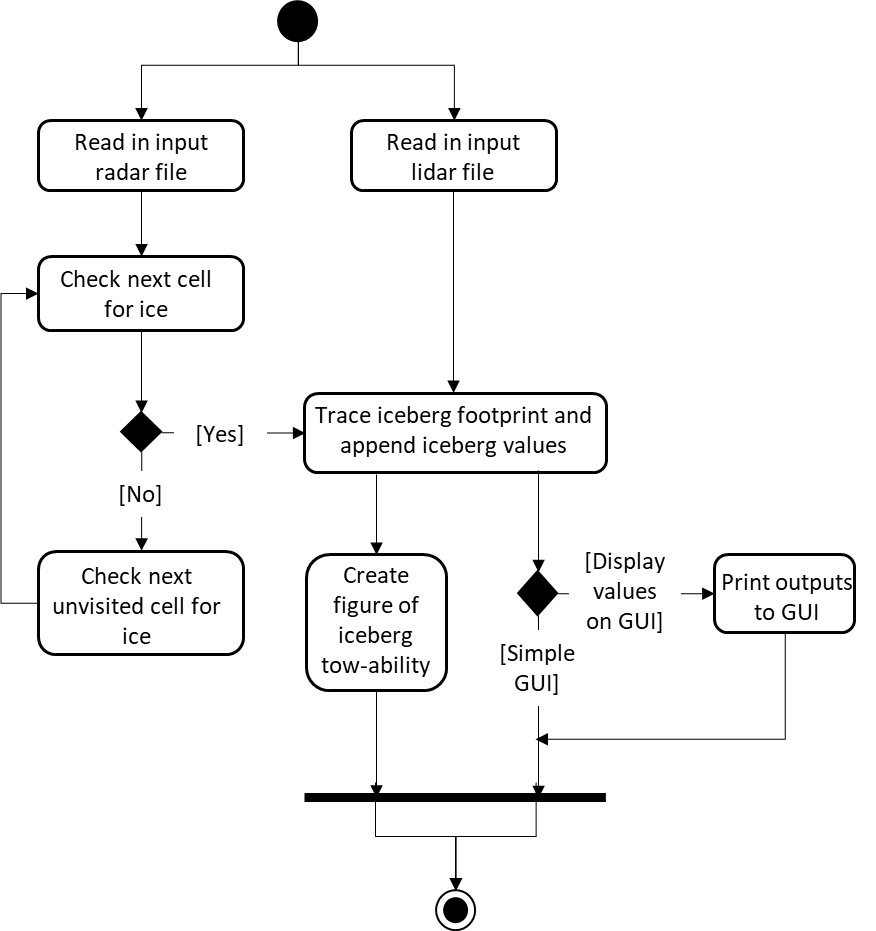 Read in input
radar file
Read in input
lidar file
Check next cell
for ice
Trace iceberg footprint and
append iceberg values
[Yes]
[No]
Check next
unvisited cell for
ice
Create
figure of
iceberg
tow-ability
[Display
values
on GUI]
Print outputs
to GUI
[Simple
GUI]